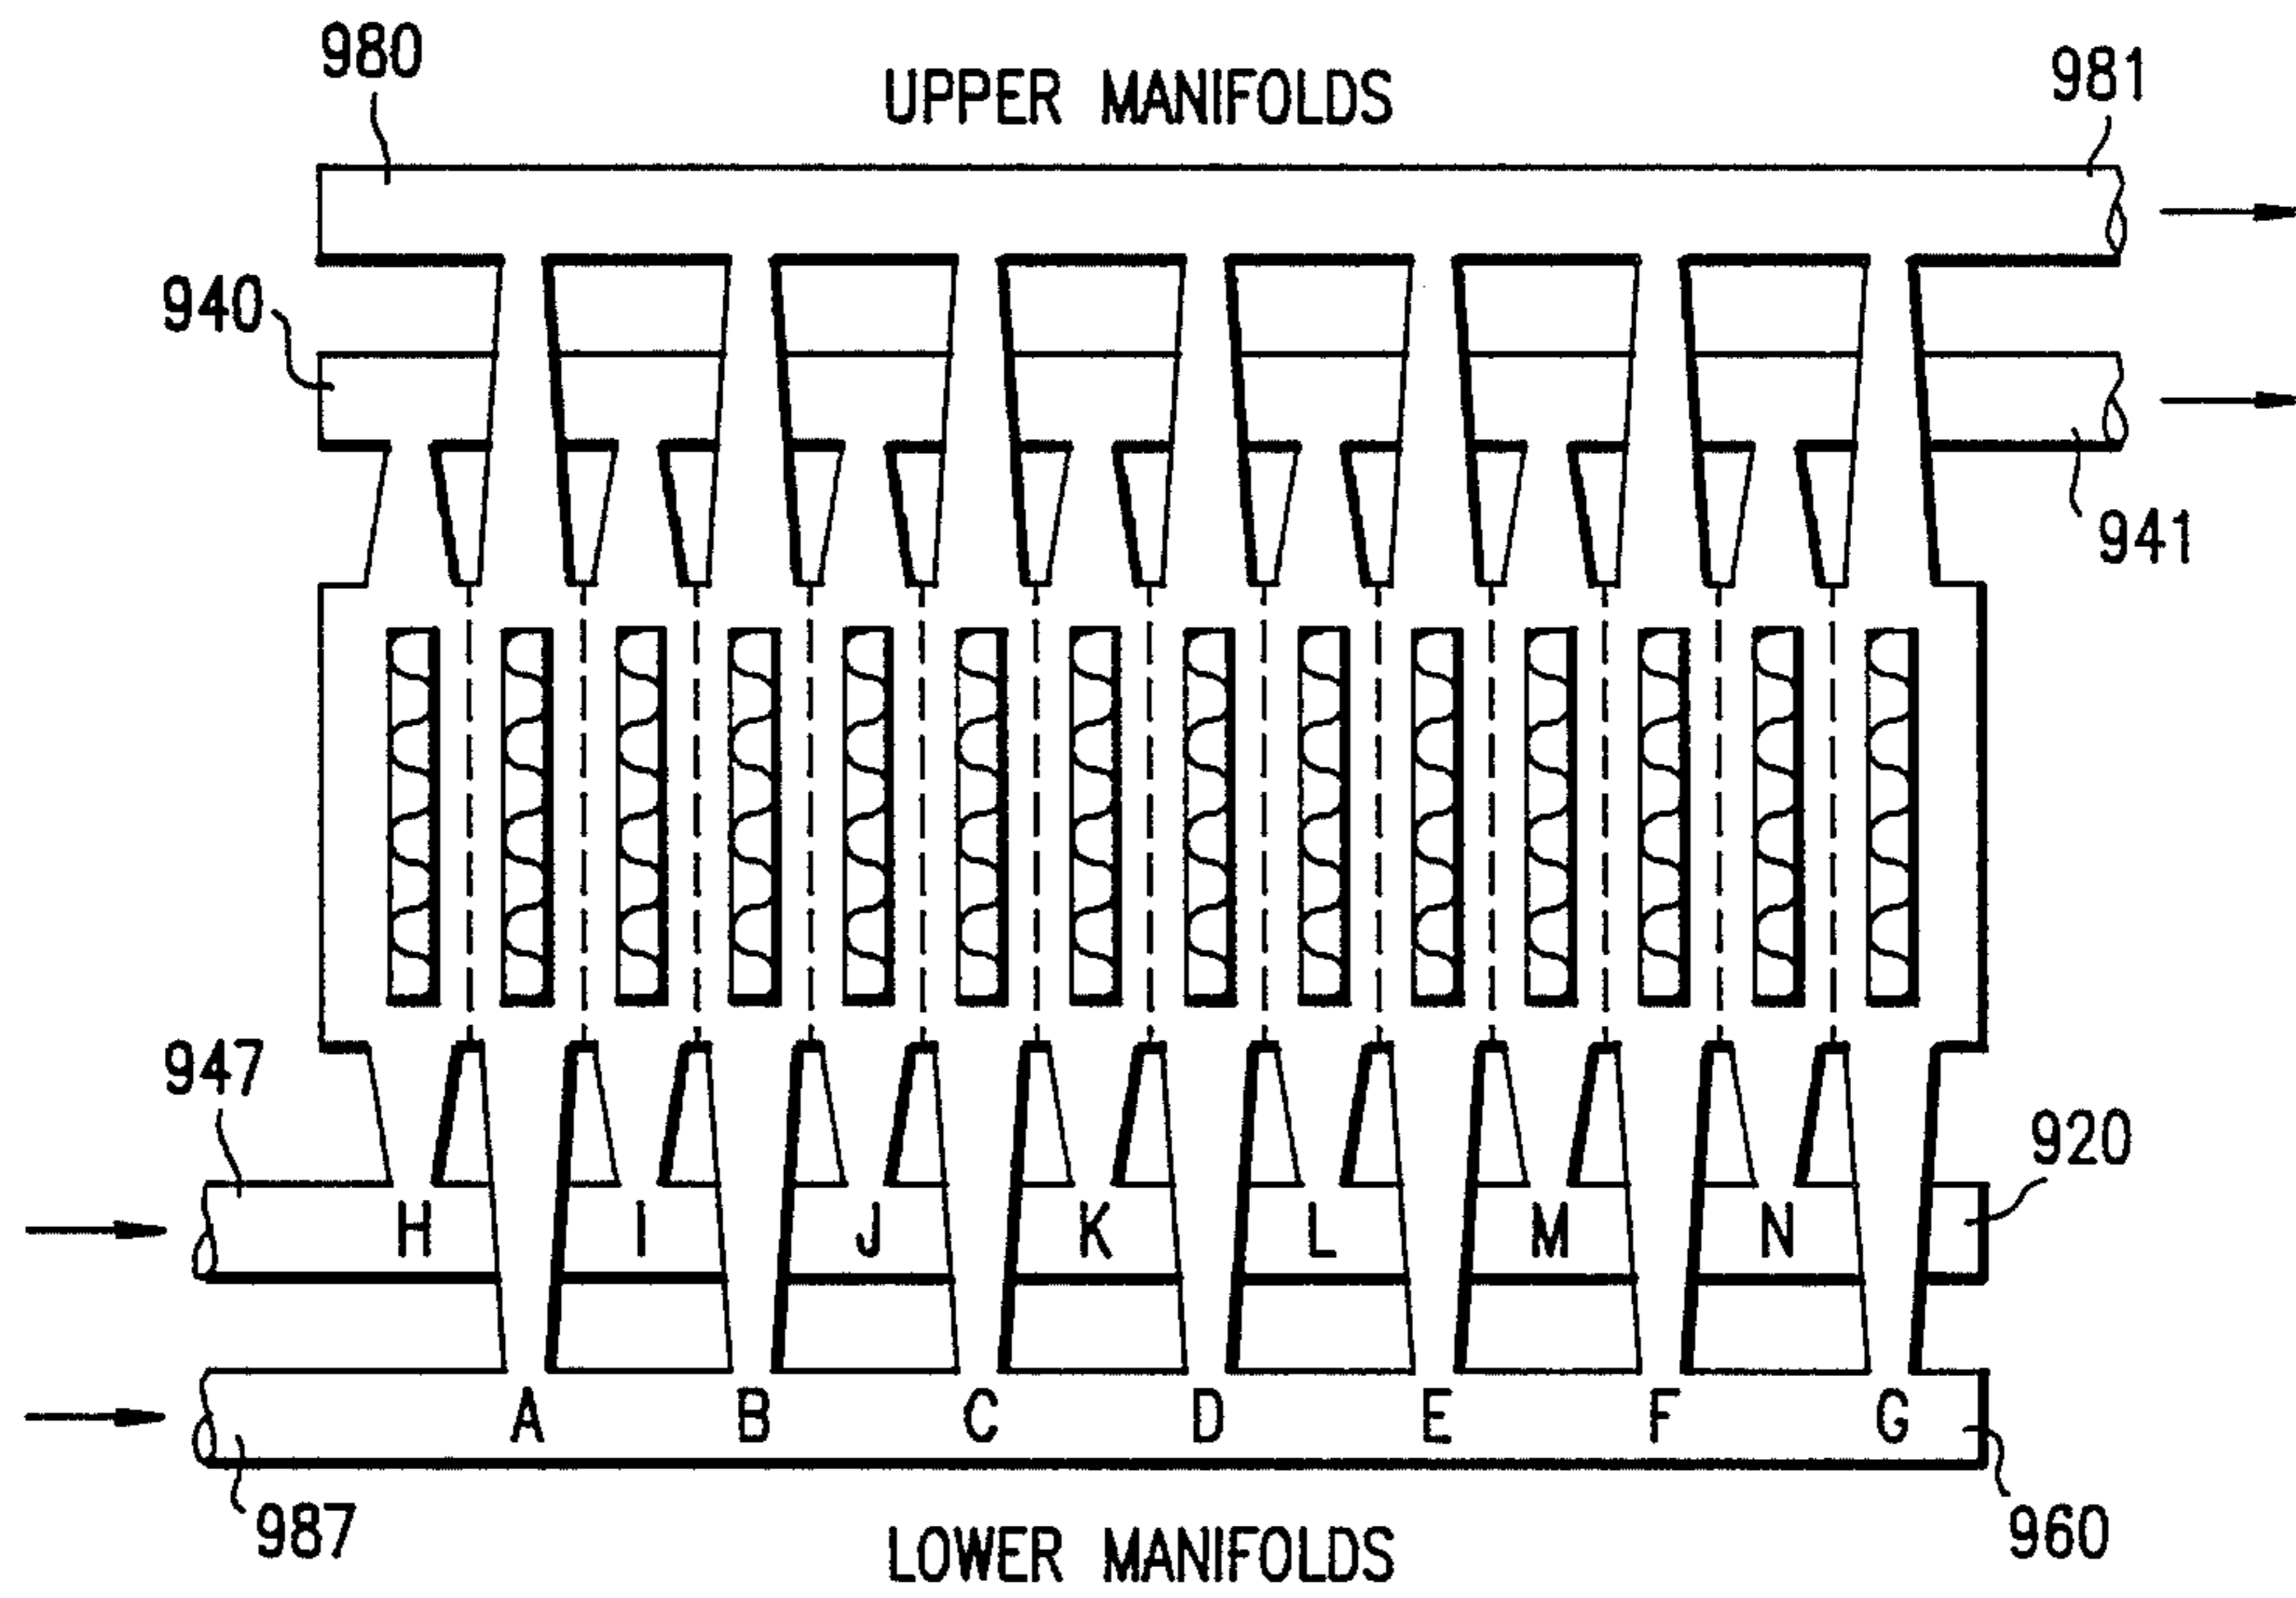 980
UPPER MANIFOLDS
981
940
941
947
920
H I J K L M N
A B C D E F G
987
960
LOWER MANIFOLDS